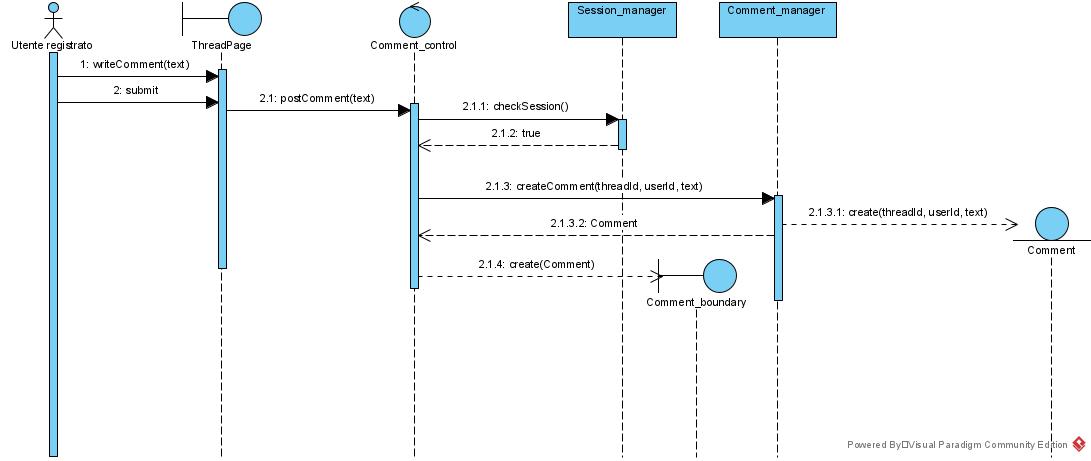 Session_manager
Comment_manager
Utente registrato
ThreadPage
Comment_control
1: writeComment(text)
2: submit
2.1: postComment(text)
2.1.1: checkSession()
2.1.2: true
2.1.3: createComment(threadId, userId, text)
2.1.3.1: create(threadId, userId, text)
2.1.3.2: Comment
Comment
2.1.4: create(Comment)
Comment_boundary
Powered By Visual Paradigm Community Edition